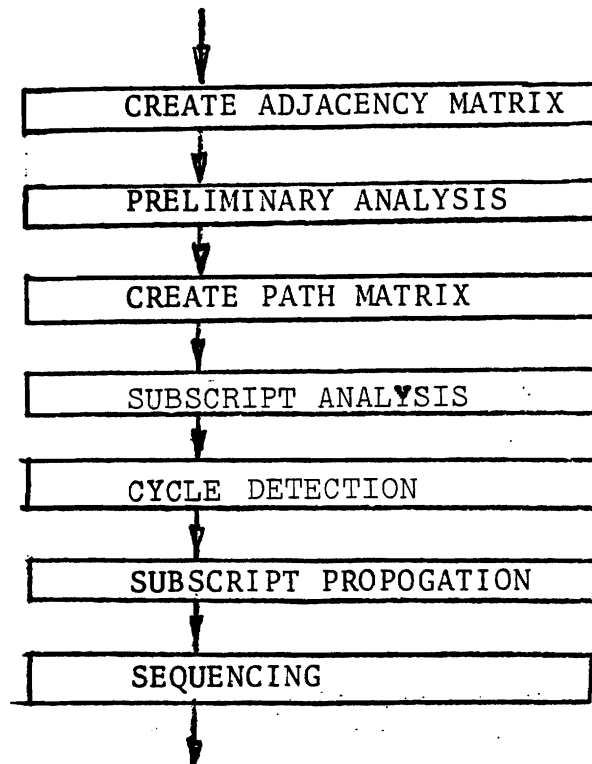 CREATE ADJACENCY MATRIX
PRELIMINARY ANALYSIS
CREATE PATH MATRIX
SUBSCRIPT ANALYSIS
CYCLE DETECTION
SUBSCRIPT PROPOGATION
SEQUENCING